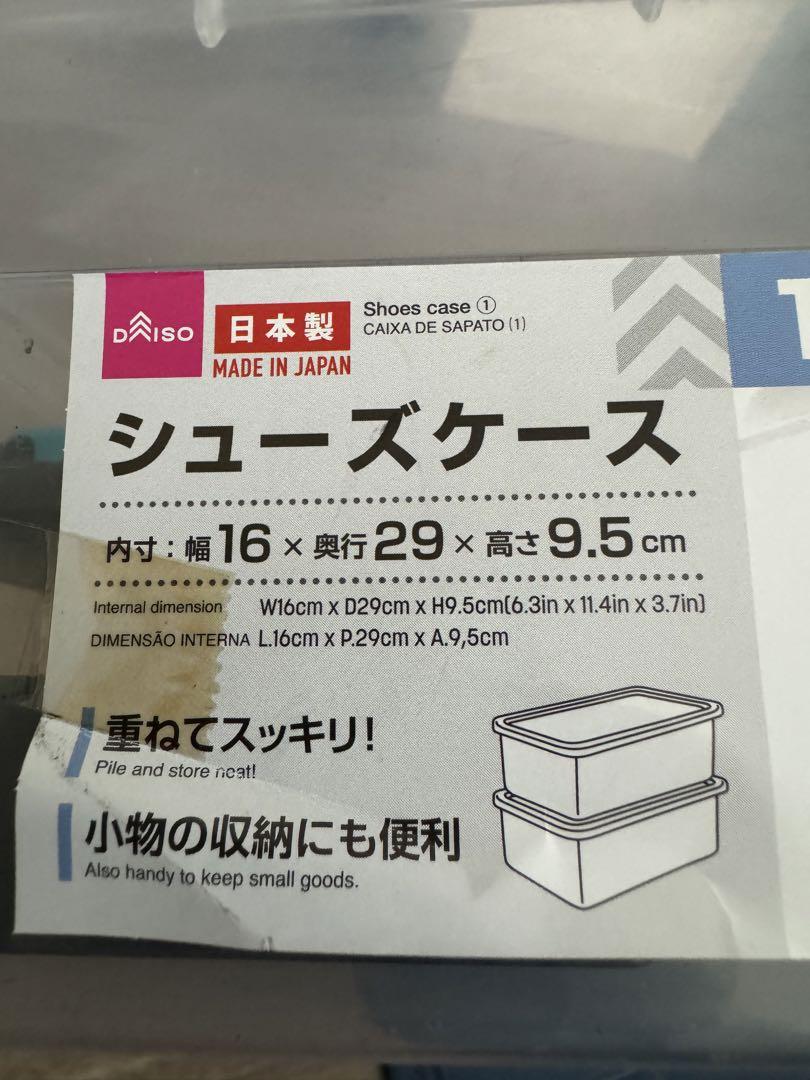 DAISO
日本製
MADE IN JAPAN
Shoes case ①
CAIXA DE SAPATO (1)
シューズケース
内寸：幅16×奥行29×高さ9.5cm
Internal dimension W16cm x D29cm x H9.5cm(6.3in x 11.4in x 3.7in)
DIMENSÃO INTERNA L.16cm x P.29cm x A.9,5cm
重ねてスッキリ!
Pile and store neat!
小物の収納にも便利
Also handy to keep small goods.